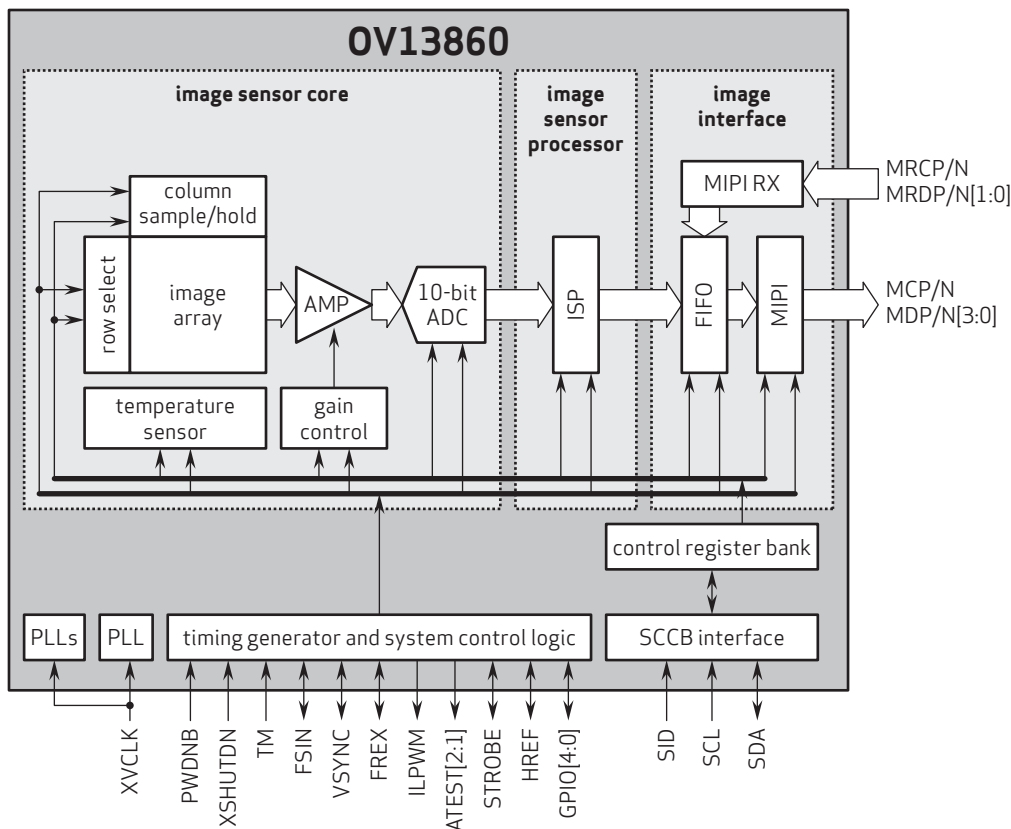 OV13860
image sensor core
image
sensor
processor
image
interface
column
sample/hold
row select
image
array
AMP
10-bit
ADC
ISP
MIPI RX
FIFO
MIPI
MRCP/N
MRDP/N[1:0]
MCP/N
MDP/N[3:0]
temperature
sensor
gain
control
control register bank
PLLs
PLL
timing generator and system control logic
SCCB interface
XVCLK
PWDNB
XSHUTDN
TM
FSIN
VSYNC
FREX
ILPWM
ATEST[2:1]
STROBE
HREF
GPIO[4:0]
SID
SCL
SDA